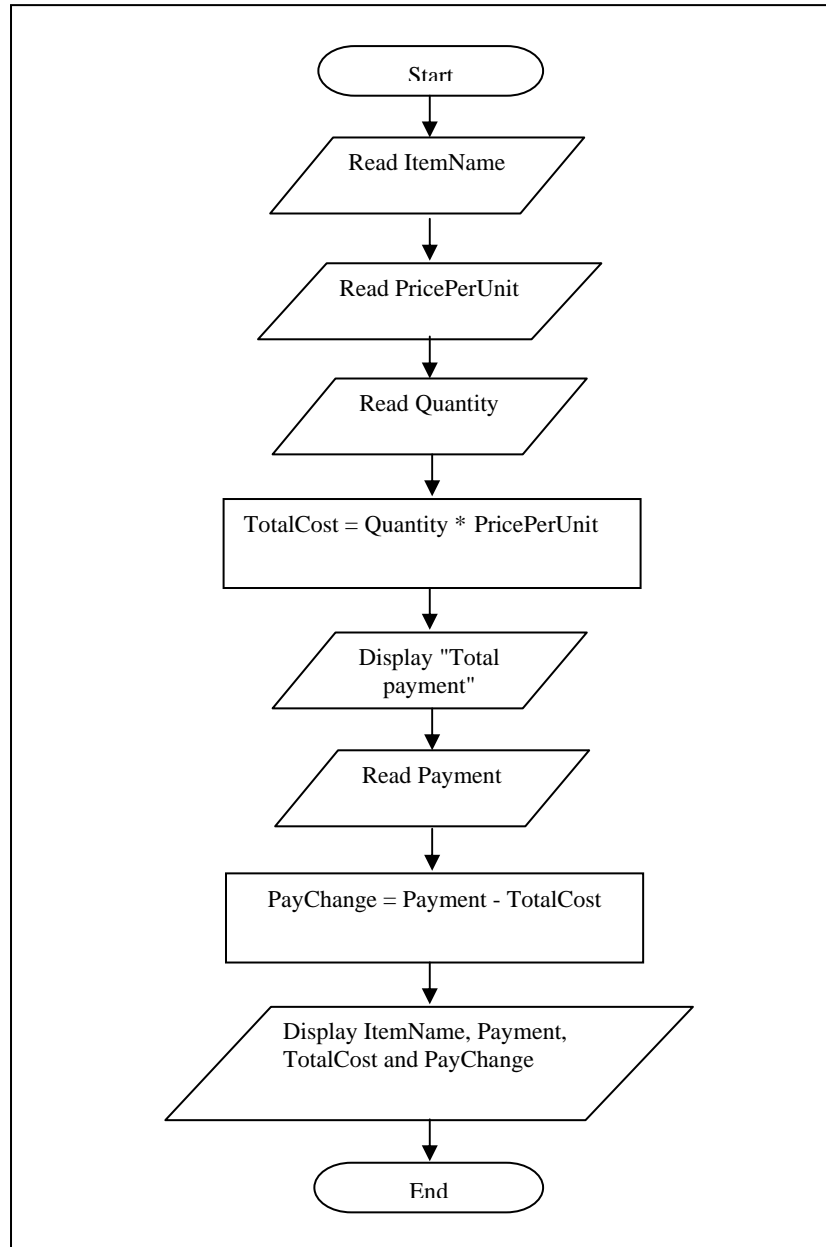 Start
Read ItemName
Read PricePerUnit
Read Quantity
TotalCost = Quantity * PricePerUnit
Display "Total
payment"
Read Payment
PayChange = Payment - TotalCost
Display ItemName, Payment,
TotalCost and PayChange
End